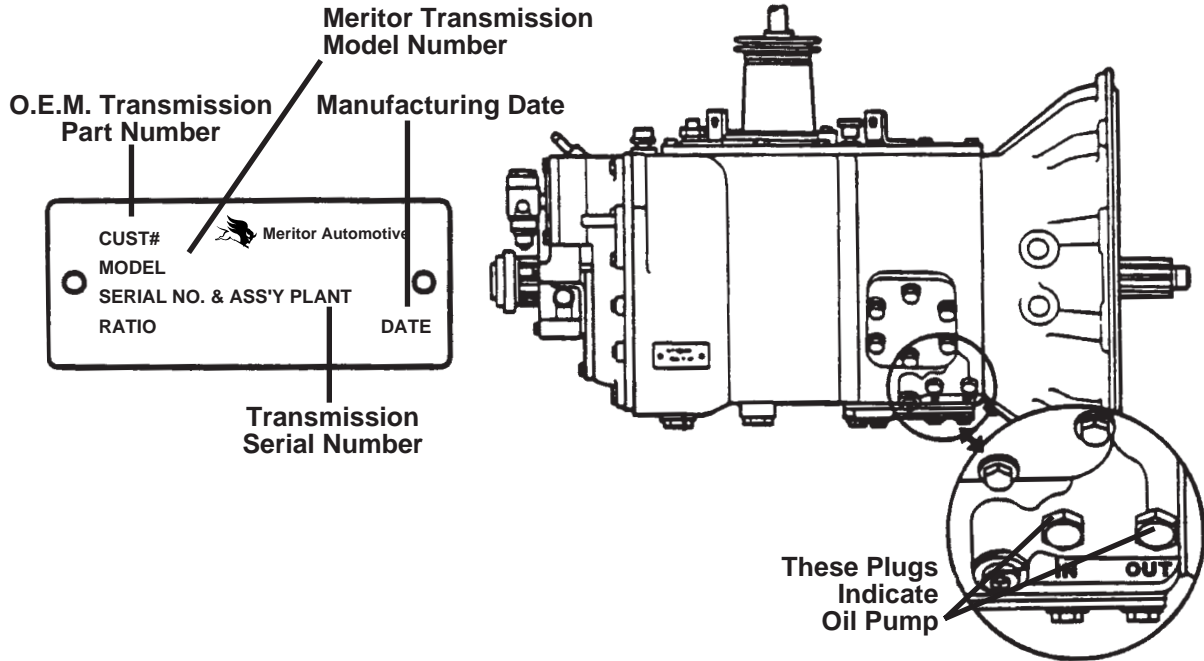 Meritor Transmission
Model Number
O.E.M. Transmission
Part Number
Manufacturing Date
CUST#
Meritor Automotive
MODEL
SERIAL NO. & ASS'Y PLANT
RATIO
DATE
Transmission
Serial Number
These Plugs
Indicate
Oil Pump
IN
OUT